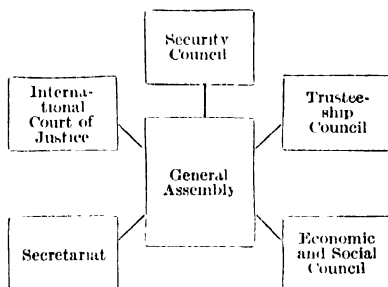 Security
Council
Interna-
tional
Court of
Justice
Trustee-
ship
Council
General
Assembly
Secretariat
Economic
and Social
Council